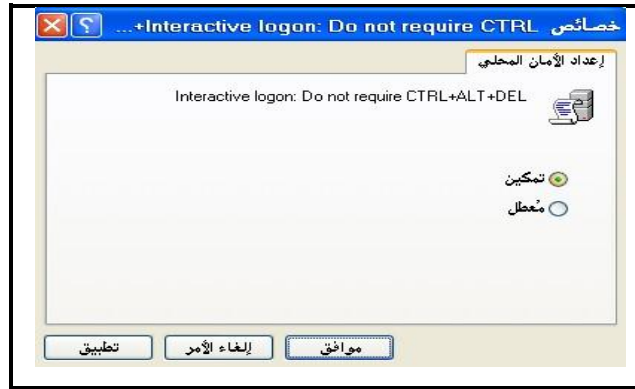 خصائص Interactive logon: Do not require CTRL+...
إعداد الأمان المحلي
Interactive logon: Do not require CTRL+ALT+DEL
تمكين
مُعطل
موافق إلغاء الأمر تطبيق